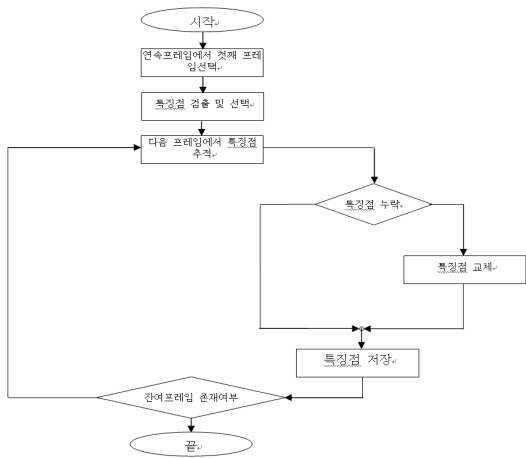 시작
연속프레임에서 첫째 프레
임선택
특징점 검출 및 선택
다음 프레임에서 특징점
추적
특징점 누락
특징점 교체
특징점 저장
잔여프레임 존재여부
끝